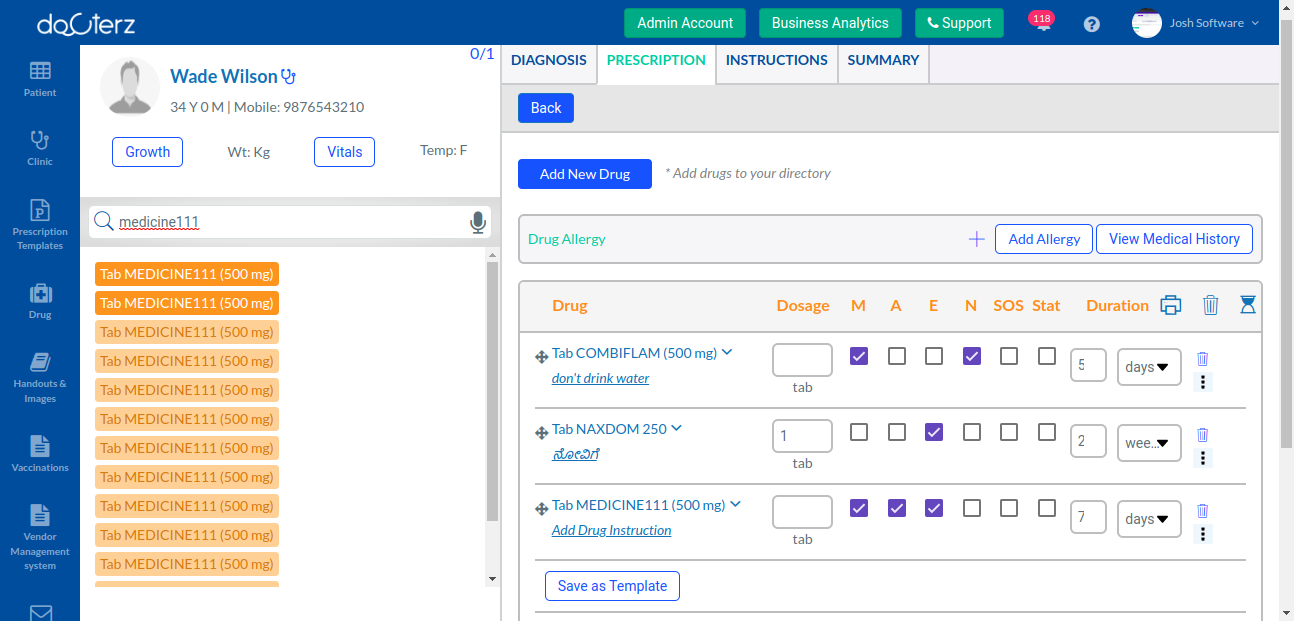 daOcterz
Admin Account
Business Analytics
Support
118
?
Josh Software
Patient
Clinic
Prescription
Templates
Drug
Handouts &
Images
Vaccinations
Vendor
Management
system
0/1
Wade Wilson
34 Y 0 M | Mobile: 9876543210
Growth
Wt: Kg
Vitals
Temp: F
medicine111
Tab MEDICINE111 (500 mg)
Tab MEDICINE111 (500 mg)
Tab MEDICINE111 (500 mg)
Tab MEDICINE111 (500 mg)
Tab MEDICINE111 (500 mg)
Tab MEDICINE111 (500 mg)
Tab MEDICINE111 (500 mg)
Tab MEDICINE111 (500 mg)
Tab MEDICINE111 (500 mg)
Tab MEDICINE111 (500 mg)
Tab MEDICINE111 (500 mg)
DIAGNOSIS PRESCRIPTION INSTRUCTIONS SUMMARY
Back
Add New Drug * Add drugs to your directory
Drug Allergy Add Allergy View Medical History
Drug Dosage M A E N SOS Stat Duration
Tab COMBIFLAM (500 mg) 5 days
don't drink water tab
Tab NAXDOM 250 1 2 wee...
ನೋವಿಗೆ tab
Tab MEDICINE111 (500 mg) 7 days
Add Drug Instruction tab
Save as Template